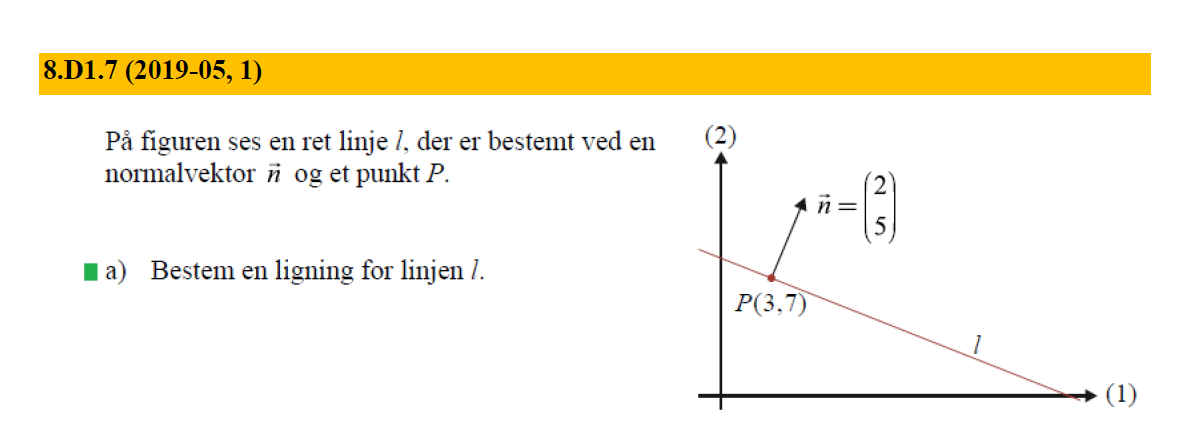 8.D1.7 (2019-05, 1)
På figuren ses en ret linje l, der er bestemt ved en
normalvektor n⃗ og et punkt P.
a) Bestem en ligning for linjen l.
(2)
n⃗ = (2
5)
P(3,7)
l
(1)